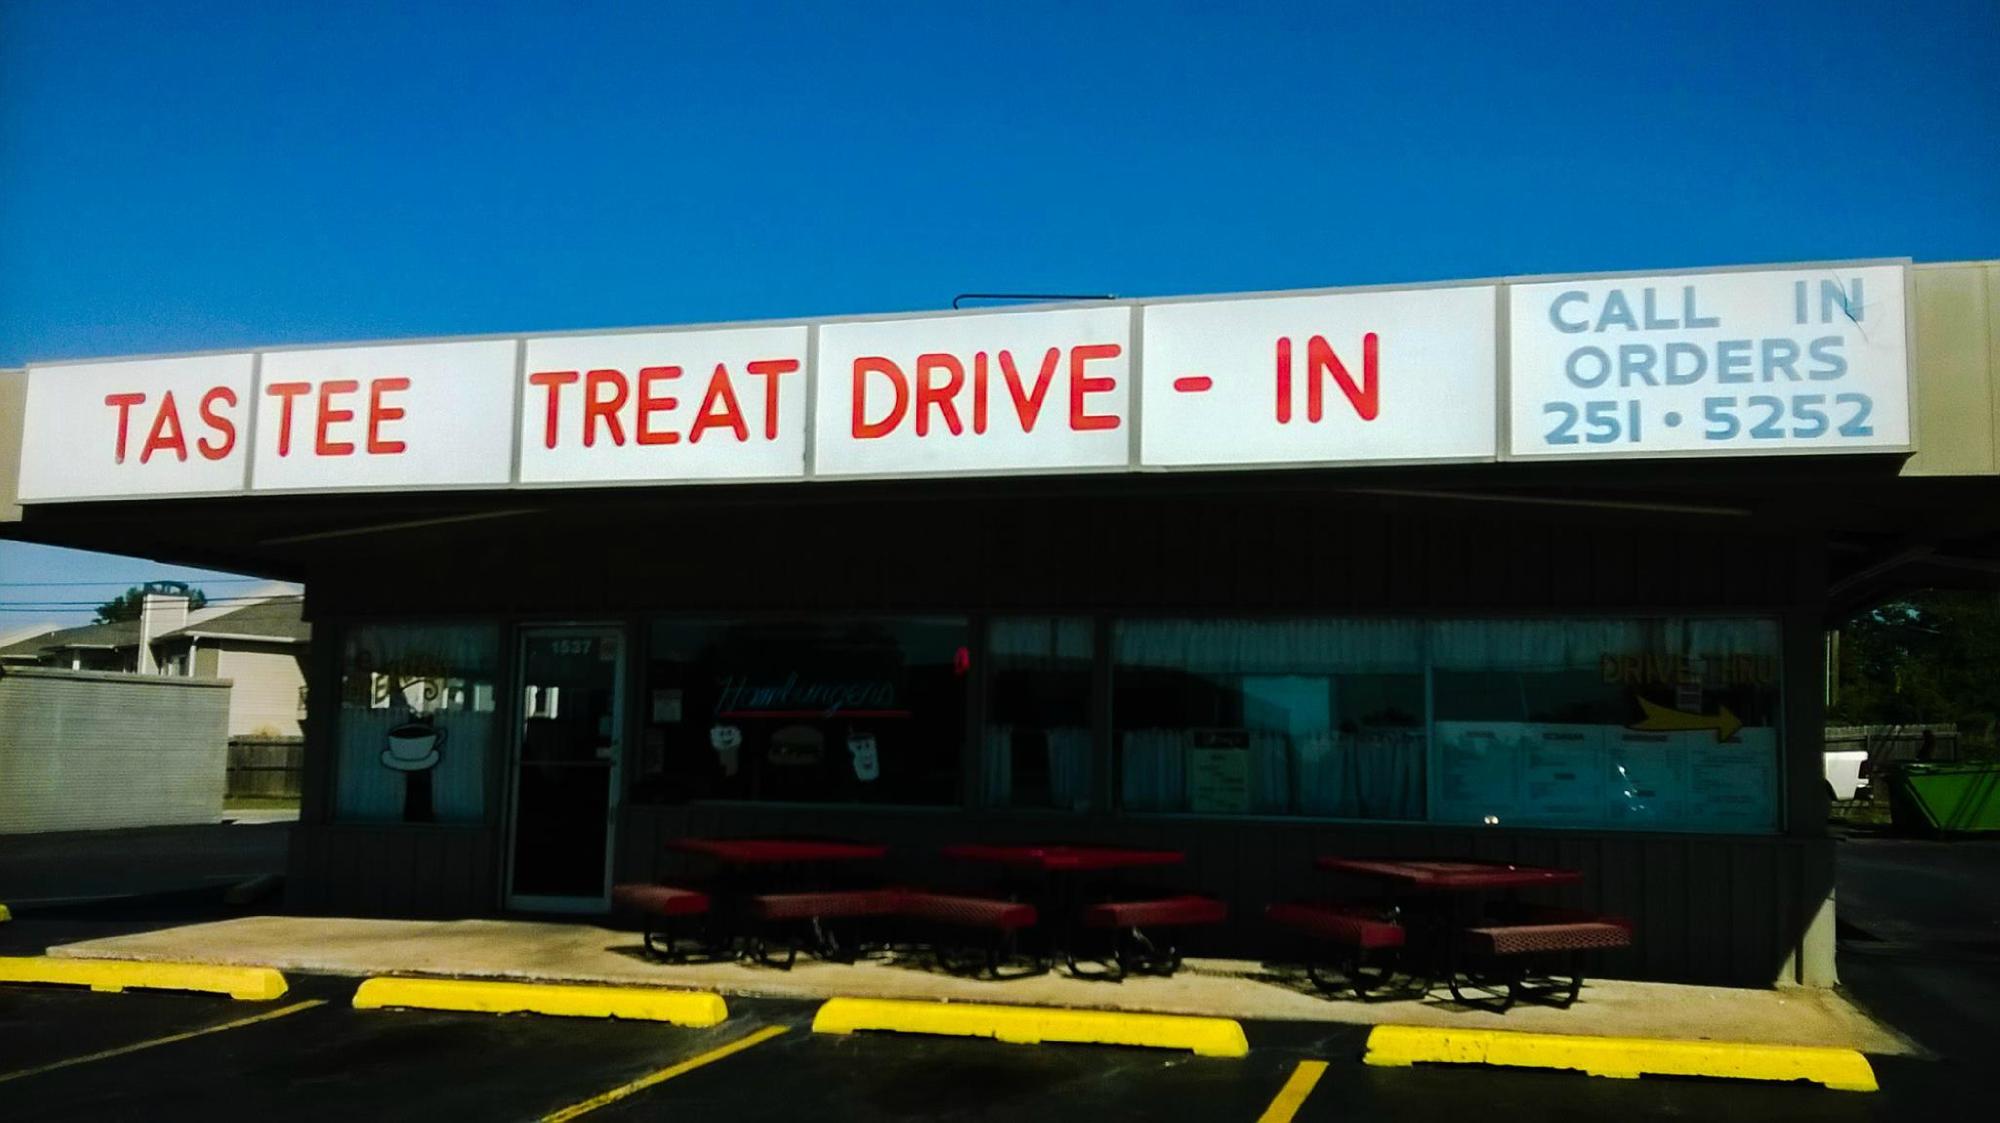 TASTEE TREAT DRIVE - IN
CALL IN
ORDERS
251 • 5252
1537
Hamburgers
DRIVE THRU